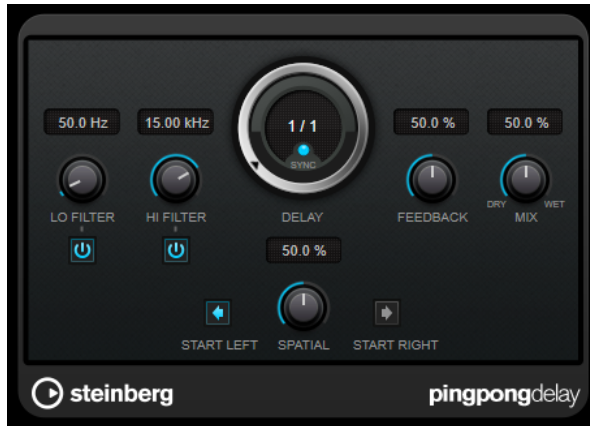 1 / 1
50.0 Hz 15.00 kHz 50.0 % 50.0 %
SYNC
DRY WET
LO FILTER HI FILTER DELAY FEEDBACK MIX
50.0 %
START LEFT SPATIAL START RIGHT
steinberg pingpongdelay